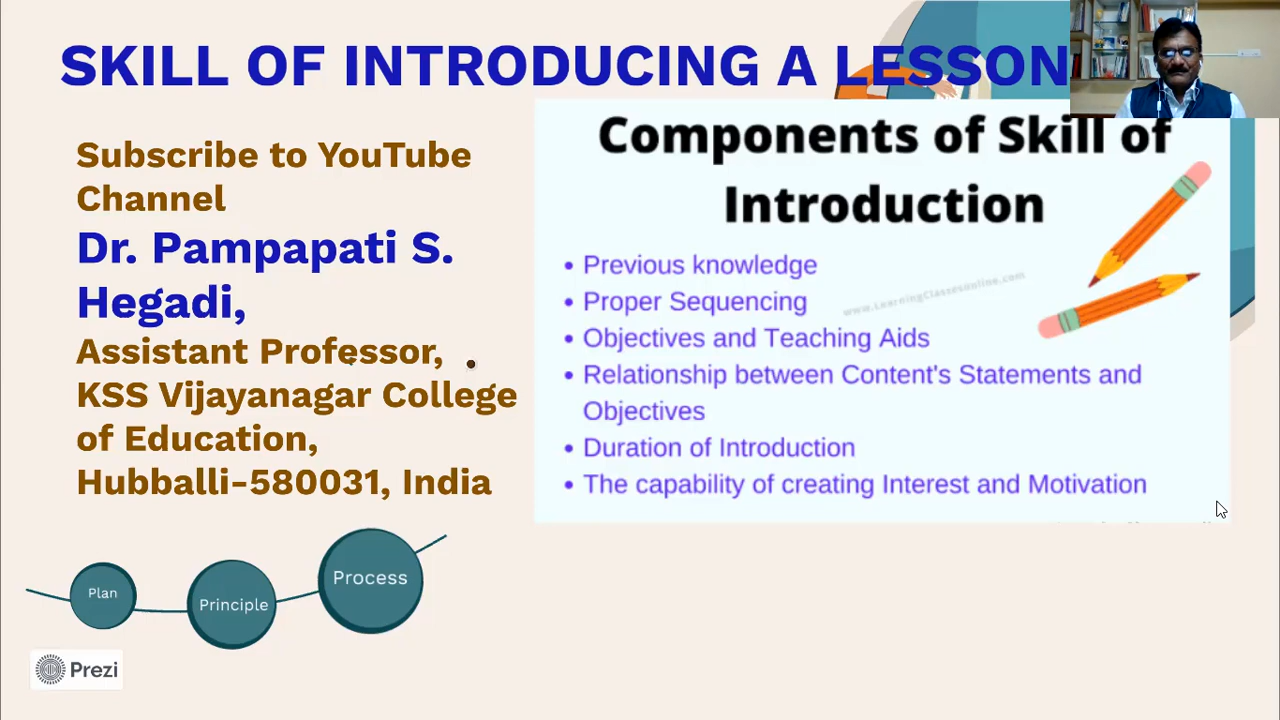 SKILL OF INTRODUCING A LESSON
Subscribe to YouTube
Channel
Dr. Pampapati S.
Hegadi,
Assistant Professor,
KSS Vijayanagar College
of Education,
Hubballi-580031, India
Components of Skill of
Introduction
• Previous knowledge
www.LearningClassesonline.com
• Proper Sequencing
• Objectives and Teaching Aids
• Relationship between Content's Statements and
Objectives
• Duration of Introduction
• The capability of creating Interest and Motivation
Plan
Principle
Process
Prezi